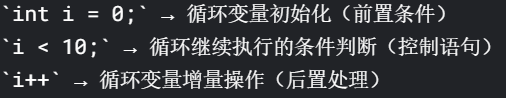 `int i = 0;` → 循环变量初始化（前置条件）
`i < 10;` → 循环继续执行的条件判断（控制语句）
`i++` → 循环变量增量操作（后置处理）